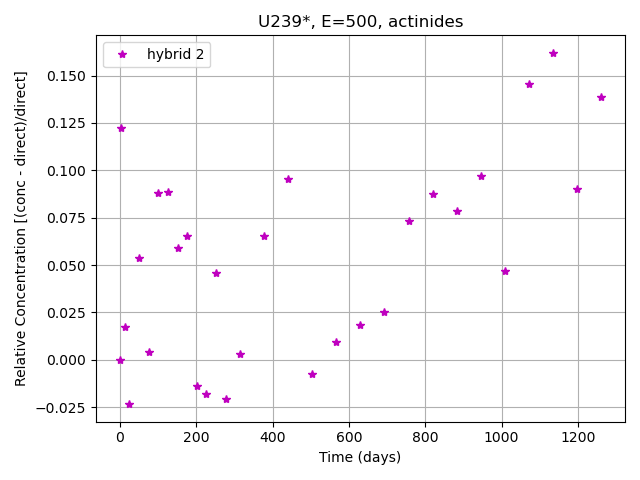 U239*, E=500, actinides
hybrid 2
Relative Concentration [(conc - direct)/direct]
0.150
0.125
0.100
0.075
0.050
0.025
0.000
−0.025
0 200 400 600 800 1000 1200
Time (days)